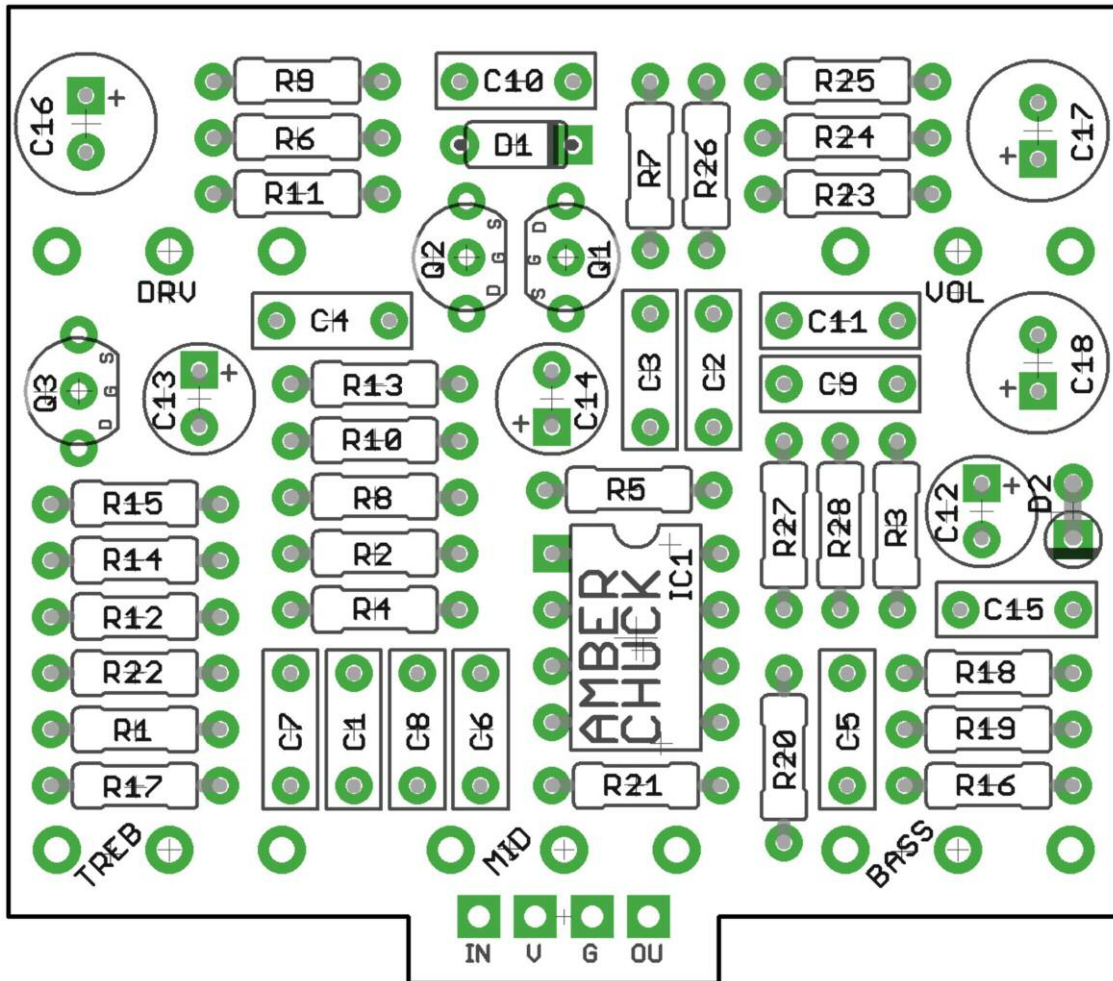 C16
+
R9
R6
R11
C10
D1
R7
R26
R25
R24
R23
C17
+
Q2
S
G
D
Q1
D
G
S
DRV
VOL
C4
C3
C2
C11
C9
C18
+
Q3
S
G
D
C13
+
R13
R10
R8
R2
R4
C14
+
R5
R27
R28
R3
C12
+
D2
R15
R14
R12
R22
R1
R17
IC1
AMBER
CHUCK
C15
C7
C1
C8
C6
R21
R20
C5
R18
R19
R16
TREB
MID
BASS
IN V G OU